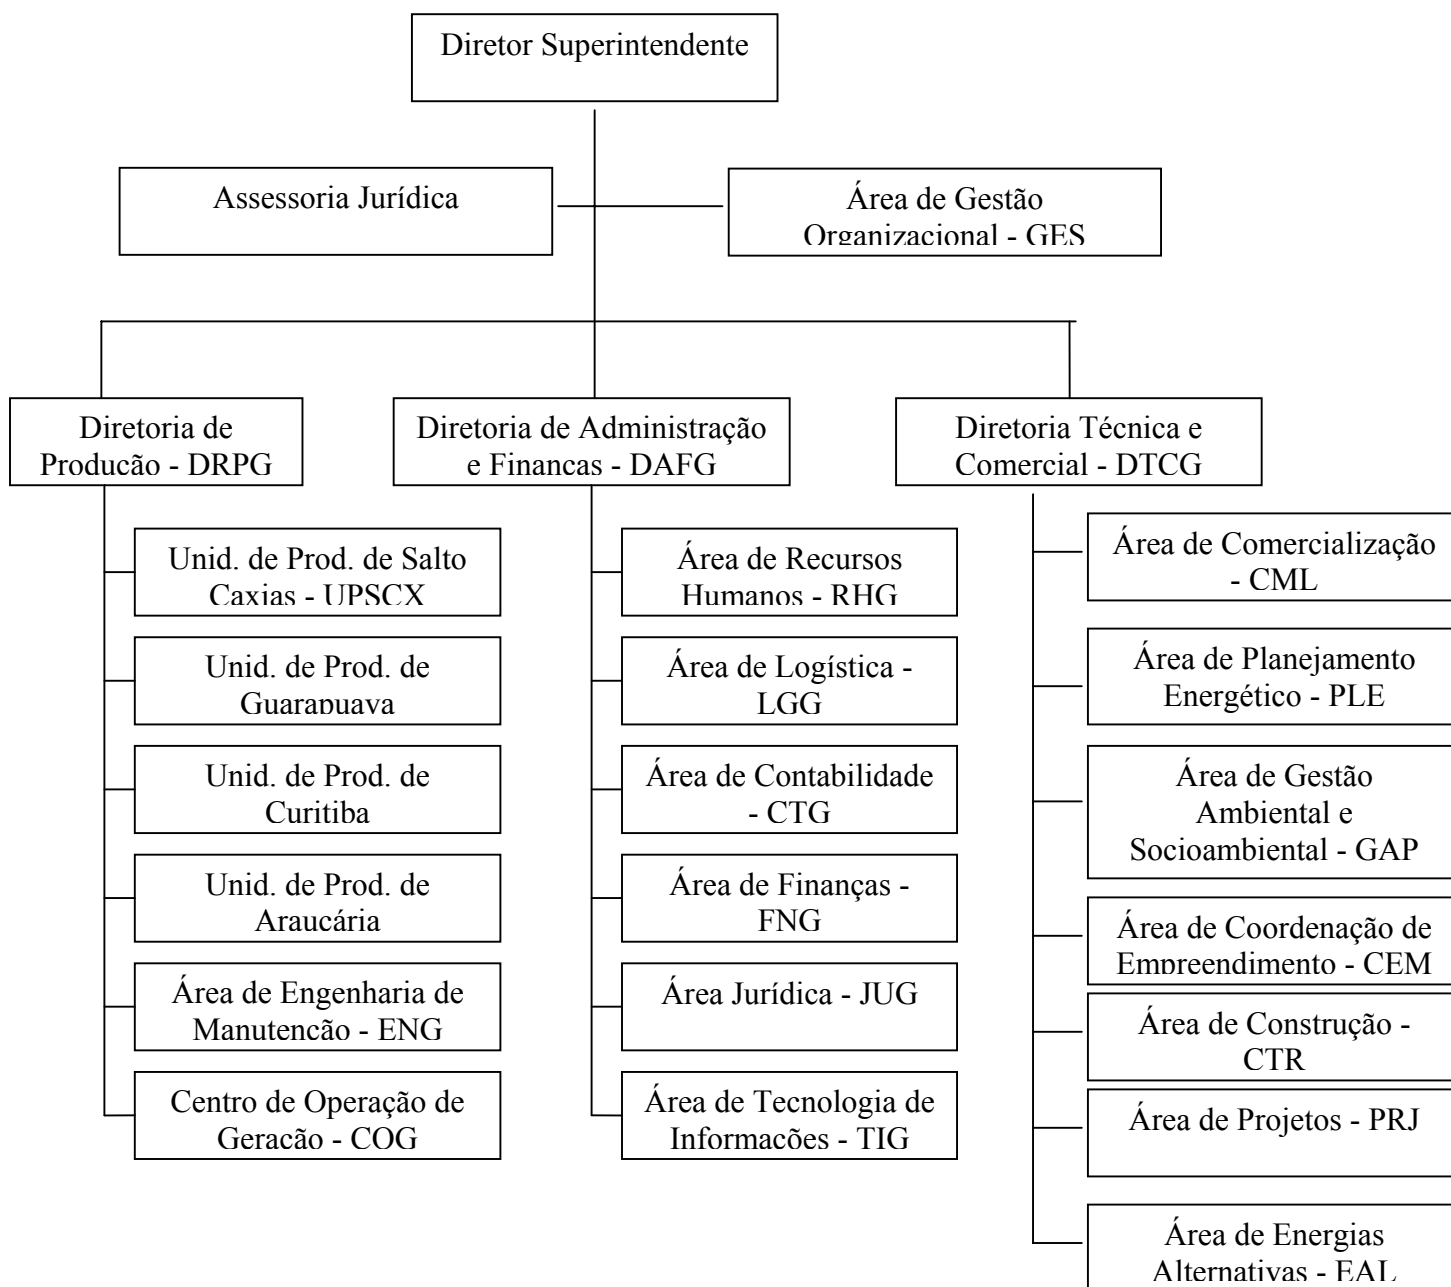 Diretor Superintendente
Assessoria Jurídica
Área de Gestão
Organizacional - GES
Diretoria de
Produção - DRPG
Diretoria de Administração
e Finanças - DAFG
Diretoria Técnica e
Comercial - DTCG
Unid. de Prod. de Salto
Caxias - UPSCX
Unid. de Prod. de
Guarapuava
Unid. de Prod. de
Curitiba
Unid. de Prod. de
Araucária
Área de Engenharia de
Manutenção - ENG
Centro de Operação de
Geração - COG
Área de Recursos
Humanos - RHG
Área de Logística -
LGG
Área de Contabilidade
- CTG
Área de Finanças -
FNG
Área Jurídica - JUG
Área de Tecnologia de
Informações - TIG
Área de Comercialização
- CML
Área de Planejamento
Energético - PLE
Área de Gestão
Ambiental e
Socioambiental - GAP
Área de Coordenação de
Empreendimento - CEM
Área de Construção -
CTR
Área de Projetos - PRJ
Área de Energias
Alternativas - EAL